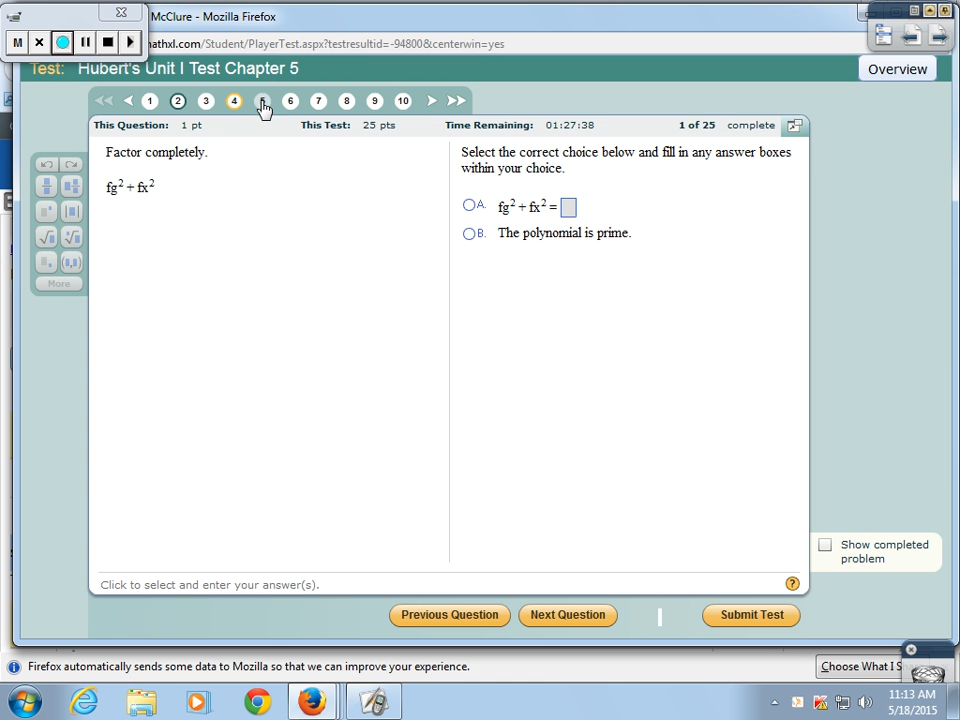 McClure - Mozilla Firefox
M
mathxl.com/Student/PlayerTest.aspx?testresultid=-94800&centerwin=yes
Test: Hubert's Unit I Test Chapter 5
Overview
1 2 3 4 5 6 7 8 9 10
This Question: 1 pt
This Test: 25 pts
Time Remaining: 01:27:38
1 of 25 complete
Factor completely.
fg² + fx²
Select the correct choice below and fill in any answer boxes
within your choice.
A. fg² + fx² =
B. The polynomial is prime.
More
Show completed
problem
Click to select and enter your answer(s).
?
Previous Question
Next Question
Submit Test
Firefox automatically sends some data to Mozilla so that we can improve your experience.
Choose What I
11:13 AM
5/18/2015